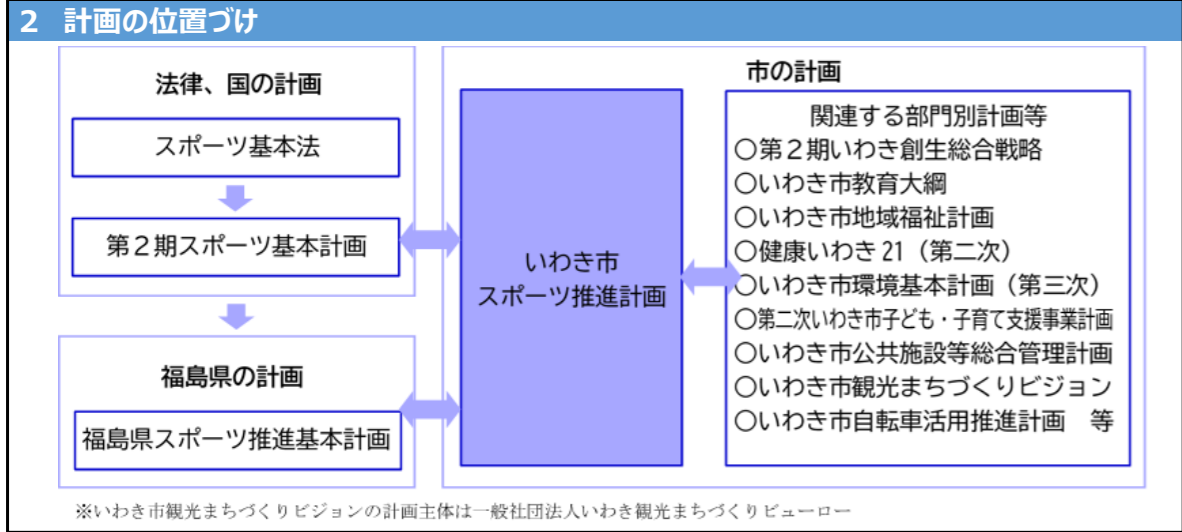 2 計画の位置づけ
法律、国の計画
スポーツ基本法
第２期スポーツ基本計画
福島県の計画
福島県スポーツ推進基本計画
市の計画
いわき市
スポーツ推進計画
関連する部門別計画等
○第２期いわき創生総合戦略
○いわき市教育大綱
○いわき市地域福祉計画
○健康いわき 21（第二次）
○いわき市環境基本計画（第三次）
○第二次いわき市子ども・子育て支援事業計画
○いわき市公共施設等総合管理計画
○いわき市観光まちづくりビジョン
○いわき市自転車活用推進計画　等
※いわき市観光まちづくりビジョンの計画主体は一般社団法人いわき観光まちづくりビューロー